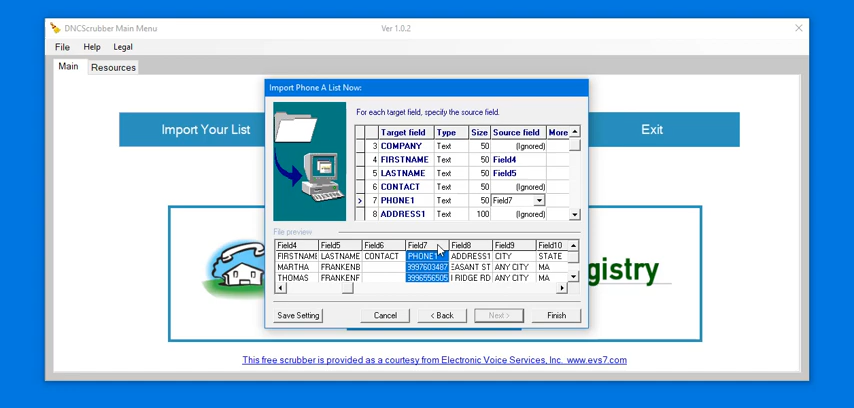 DNCScrubber Main Menu Ver 1.0.2
File Help Legal
Main Resources
Import Your List
Exit
Import Phone A List Now:
For each target field, specify the source field.
Target field Type Size Source field More
3 COMPANY Text 50 (Ignored)
4 FIRSTNAME Text 50 Field4
5 LASTNAME Text 50 Field5
6 CONTACT Text 50 (Ignored)
> 7 PHONE1 Text 50 Field7
8 ADDRESS1 Text 100 (Ignored)
File preview
Field4 Field5 Field6 Field7 Field8 Field9 Field10
FIRSTNAME LASTNAME CONTACT PHONE1 ADDRESS1 CITY STATE
MARTHA FRANKENB 9997603487 EASANT ST ANY CITY MA
THOMAS FRANKENF 9996556505 I RIDGE RD ANY CITY MA
Save Setting Cancel < Back Next > Finish
gistry
This free scrubber is provided as a courtesy from Electronic Voice Services, Inc. www.evs7.com